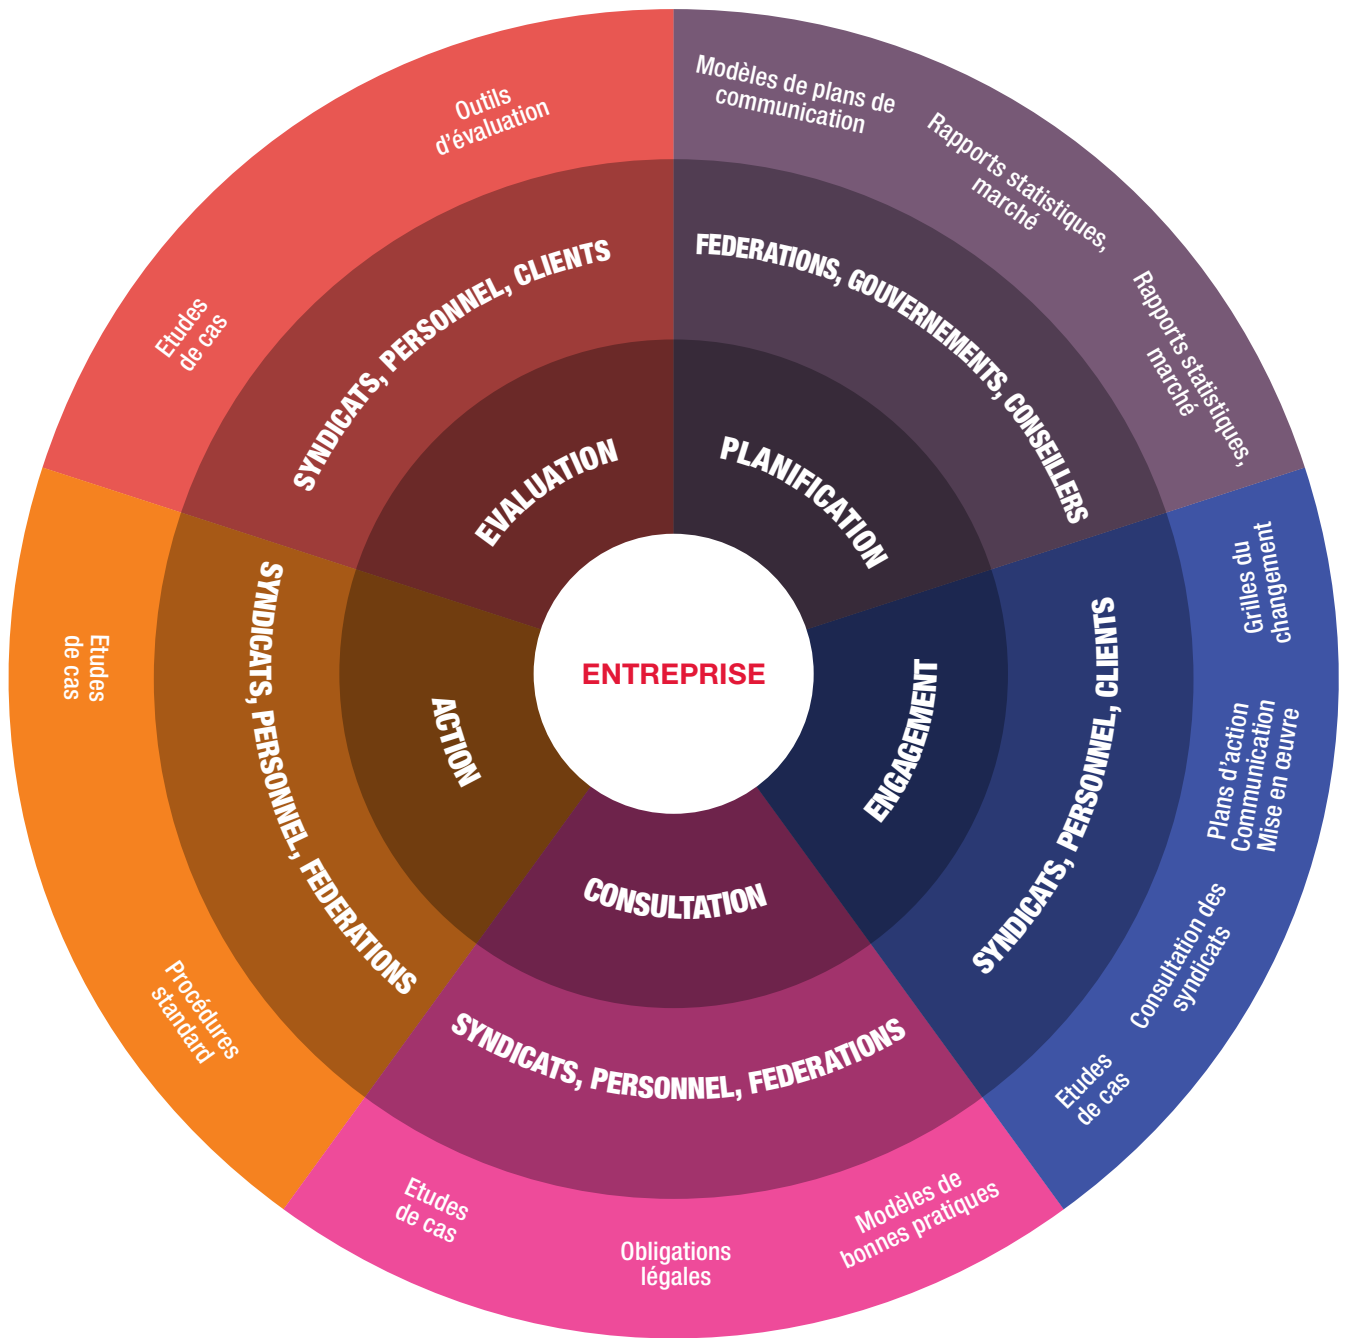 ENTREPRISE
PLANIFICATION
FEDERATIONS, GOUVERNEMENTS, CONSEILLERS
Modèles de plans de
communication
Rapports statistiques,
marché
Rapports statistiques,
marché
ENGAGEMENT
SYNDICATS, PERSONNEL, CLIENTS
Grilles du
changement
Plans d'action
Communication
Mise en œuvre
Consultation des
syndicats
Etudes
de cas
CONSULTATION
SYNDICATS, PERSONNEL, FEDERATIONS
Modèles de
bonnes pratiques
Obligations
légales
Etudes
de cas
ACTION
SYNDICATS, PERSONNEL, FEDERATIONS
Procédures
standard
Etudes
de cas
EVALUATION
SYNDICATS, PERSONNEL, CLIENTS
Etudes
de cas
Outils
d'évaluation